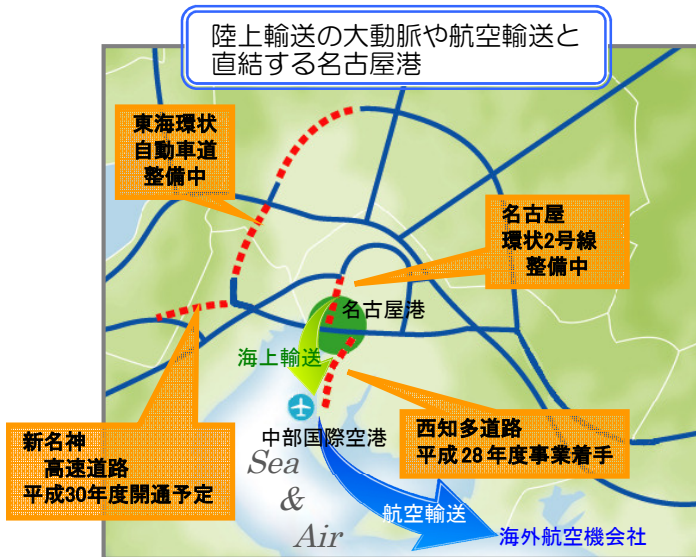 陸上輸送の大動脈や航空輸送と
直結する名古屋港
東海環状
自動車道
整備中
名古屋
環状2号線
整備中
名古屋港
海上輸送
中部国際空港
西知多道路
平成28年度事業着手
新名神
高速道路
平成30年度開通予定
Sea
&
Air
航空輸送
海外航空機会社